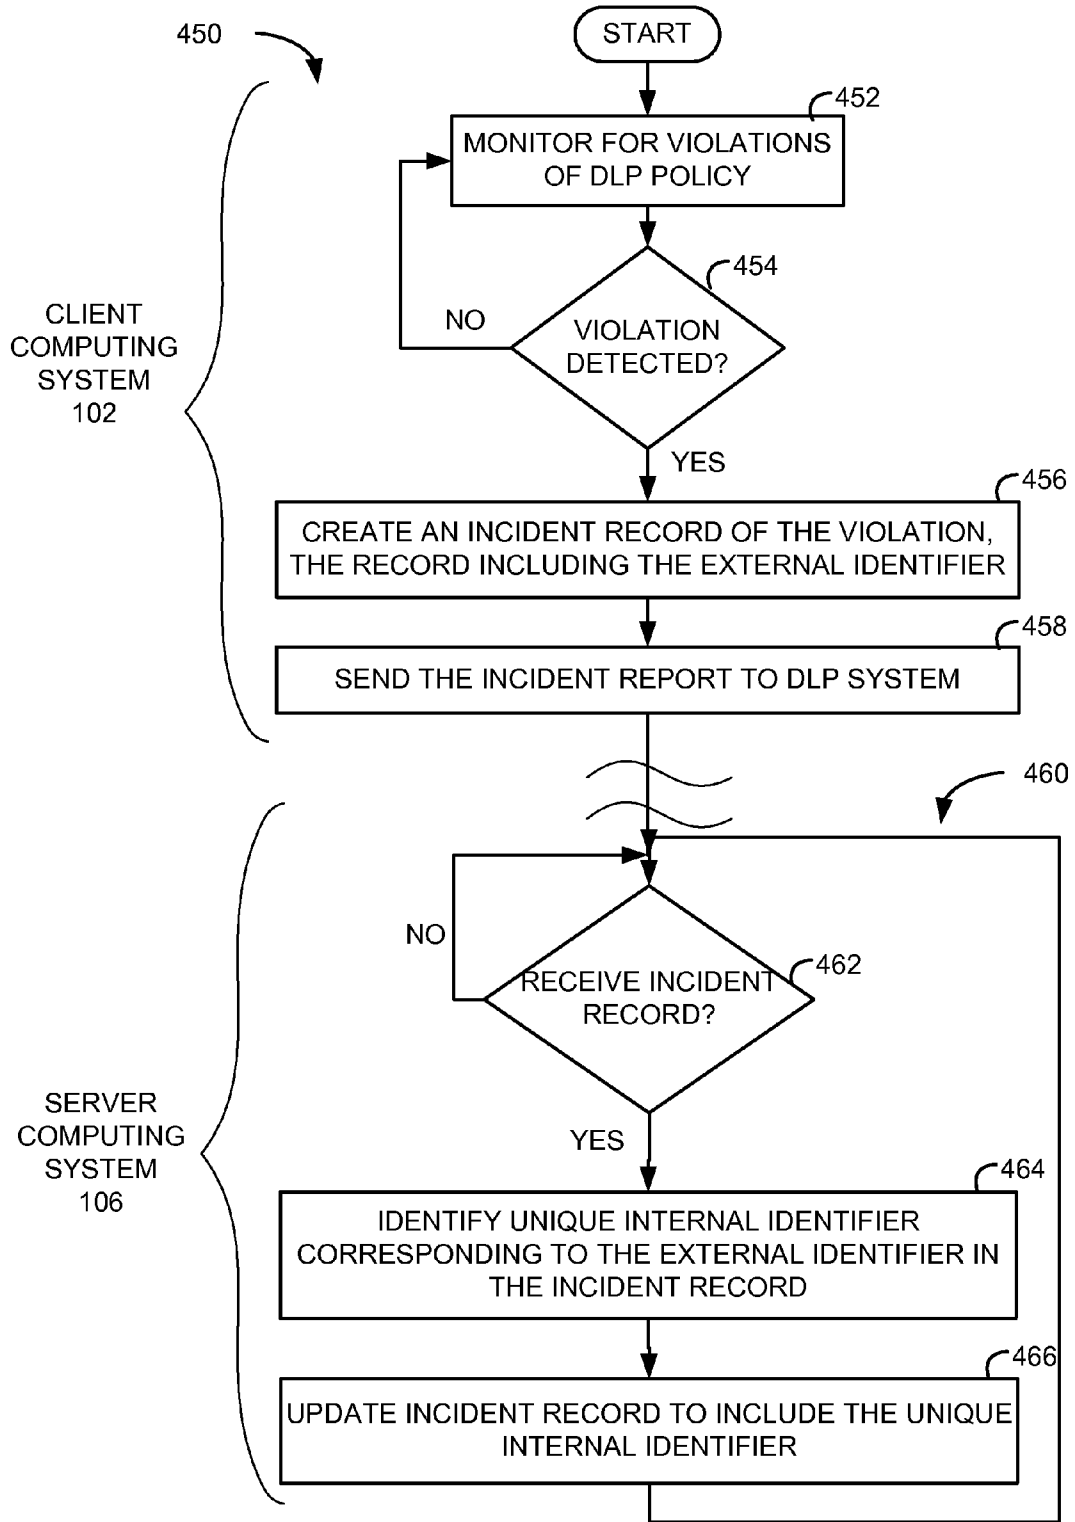 450
START
452
MONITOR FOR VIOLATIONS
OF DLP POLICY
454
NO
VIOLATION
DETECTED?
CLIENT
COMPUTING
SYSTEM
102
YES
456
CREATE AN INCIDENT RECORD OF THE VIOLATION,
THE RECORD INCLUDING THE EXTERNAL IDENTIFIER
458
SEND THE INCIDENT REPORT TO DLP SYSTEM
460
NO
462
RECEIVE INCIDENT
RECORD?
SERVER
COMPUTING
SYSTEM
106
YES
464
IDENTIFY UNIQUE INTERNAL IDENTIFIER
CORRESPONDING TO THE EXTERNAL IDENTIFIER IN
THE INCIDENT RECORD
466
UPDATE INCIDENT RECORD TO INCLUDE THE UNIQUE
INTERNAL IDENTIFIER